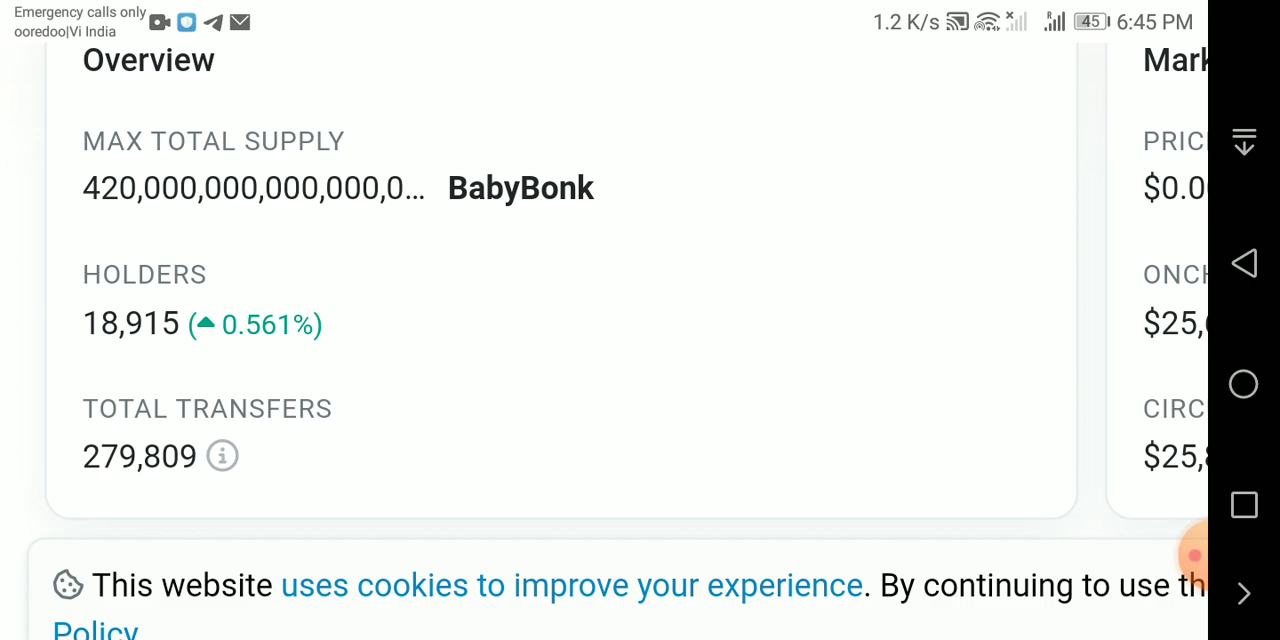 Emergency calls only
ooredoo|Vi India
1.2 K/s
45
6:45 PM
Overview
MAX TOTAL SUPPLY
420,000,000,000,000,0... BabyBonk
HOLDERS
18,915 (▲ 0.561%)
TOTAL TRANSFERS
279,809
Mark
PRIC
$0.0
ONCH
$25,
CIRC
$25,
This website uses cookies to improve your experience. By continuing to use th
Policy